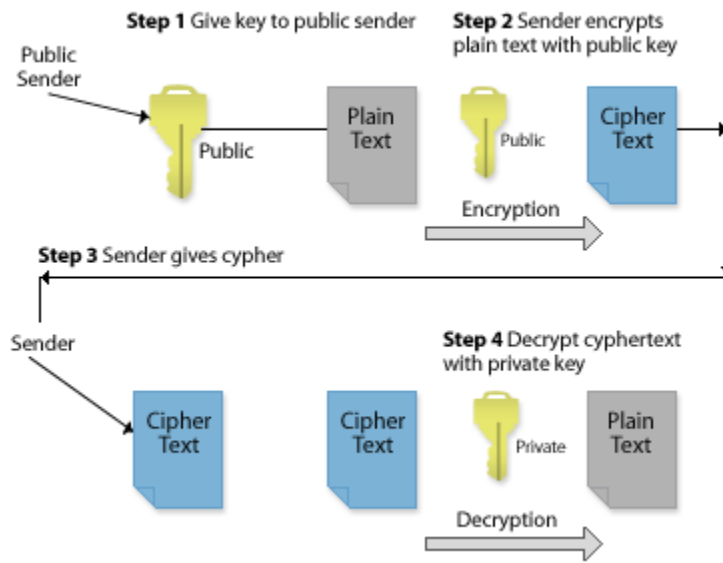 Step 1 Give key to public sender
Step 2 Sender encrypts
plain text with public key
Public
Sender
Public
Plain
Text
Public
Cipher
Text
Encryption
Step 3 Sender gives cypher
Sender
Step 4 Decrypt cyphertext
with private key
Cipher
Text
Cipher
Text
Private
Plain
Text
Decryption